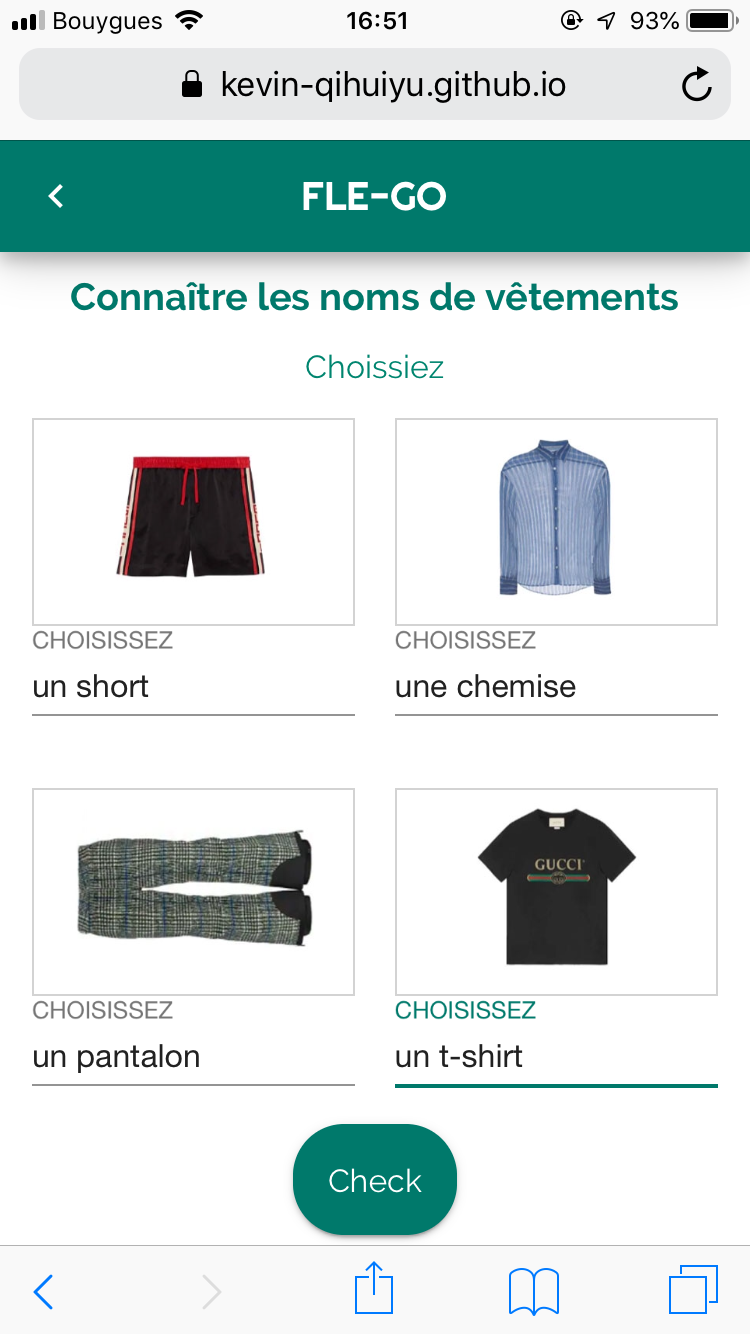 Bouygues 16:51 93%
kevin-qihuiyu.github.io
FLE-GO
Connaître les noms de vêtements
Choissiez
CHOISISSEZ CHOISISSEZ
un short une chemise
GUCCI
CHOISISSEZ CHOISISSEZ
un pantalon un t-shirt
Check